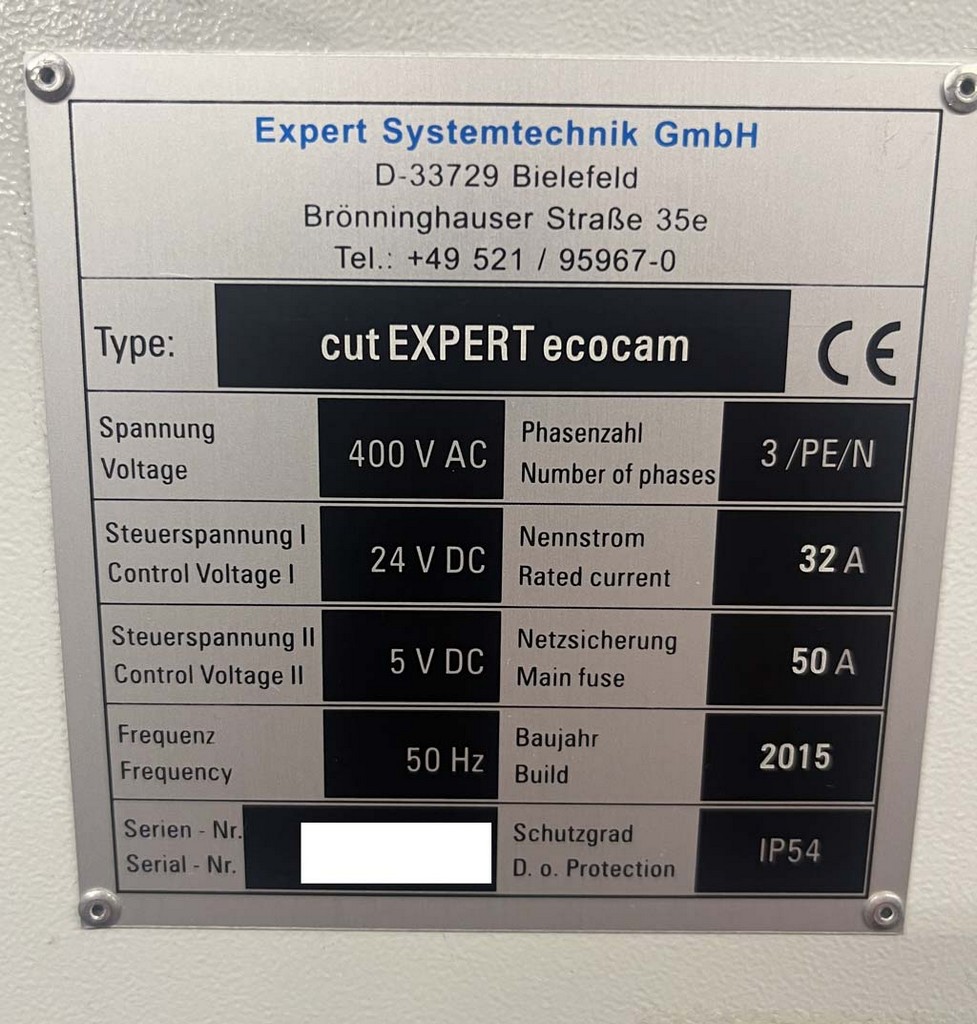 Expert Systemtechnik GmbH
D-33729 Bielefeld
Brönninghauser Straße 35e
Tel.: +49 521 / 95967-0
Type: cutEXPERT ecocam CE
Spannung
Voltage
400 V AC
Phasenzahl
Number of phases
3 /PE/N
Steuerspannung I
Control Voltage I
24 V DC
Nennstrom
Rated current
32 A
Steuerspannung II
Control Voltage II
5 V DC
Netzsicherung
Main fuse
50 A
Frequenz
Frequency
50 Hz
Baujahr
Build
2015
Serien - Nr.
Serial - Nr.
Schutzgrad
D. o. Protection
IP54